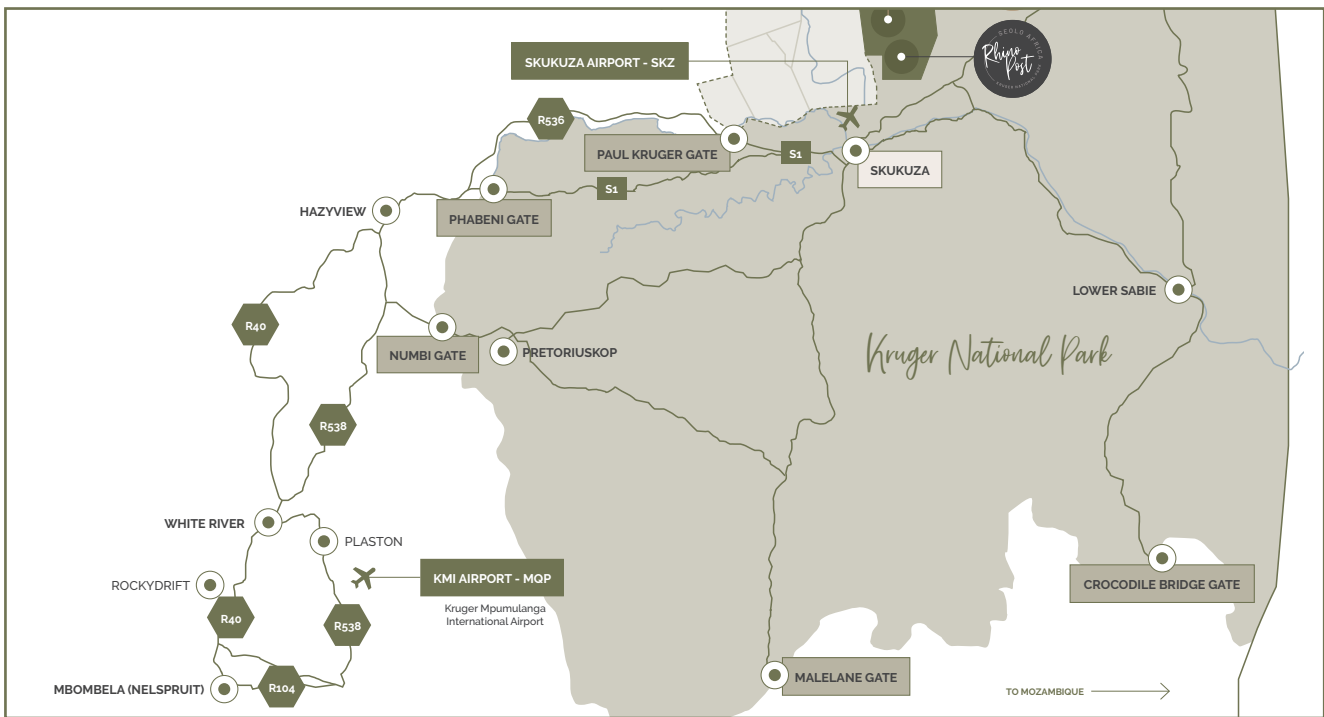 SEOLO AFRICA
Rhino
Post
KRUGER NATIONAL PARK
SKUKUZA AIRPORT - SKZ
R536
PAUL KRUGER GATE
S1
SKUKUZA
S1
PHABENI GATE
HAZYVIEW
LOWER SABIE
R40
Kruger National Park
NUMBI GATE
PRETORIUSKOP
R538
WHITE RIVER
PLASTON
ROCKYDRIFT
KMI AIRPORT - MQP
Kruger Mpumulanga
International Airport
CROCODILE BRIDGE GATE
R40
R538
MALELANE GATE
R104
MBOMBELA (NELSPRUIT)
TO MOZAMBIQUE